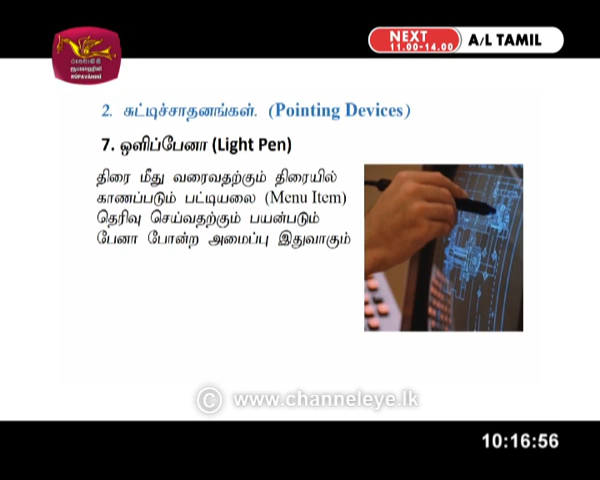 NEXT
11.00-14.00
A/L TAMIL
2. சுட்டிச்சாதனங்கள். (Pointing Devices)
7. ஒளிப்பேனா (Light Pen)
திரை மீது வரைவதற்கும் திரையில்
காணப்படும் பட்டியலை (Menu Item)
தெரிவு செய்வதற்கும் பயன்படும்
பேனா போன்ற அமைப்பு இதுவாகும்
© www.channeleye.lk
10:16:56